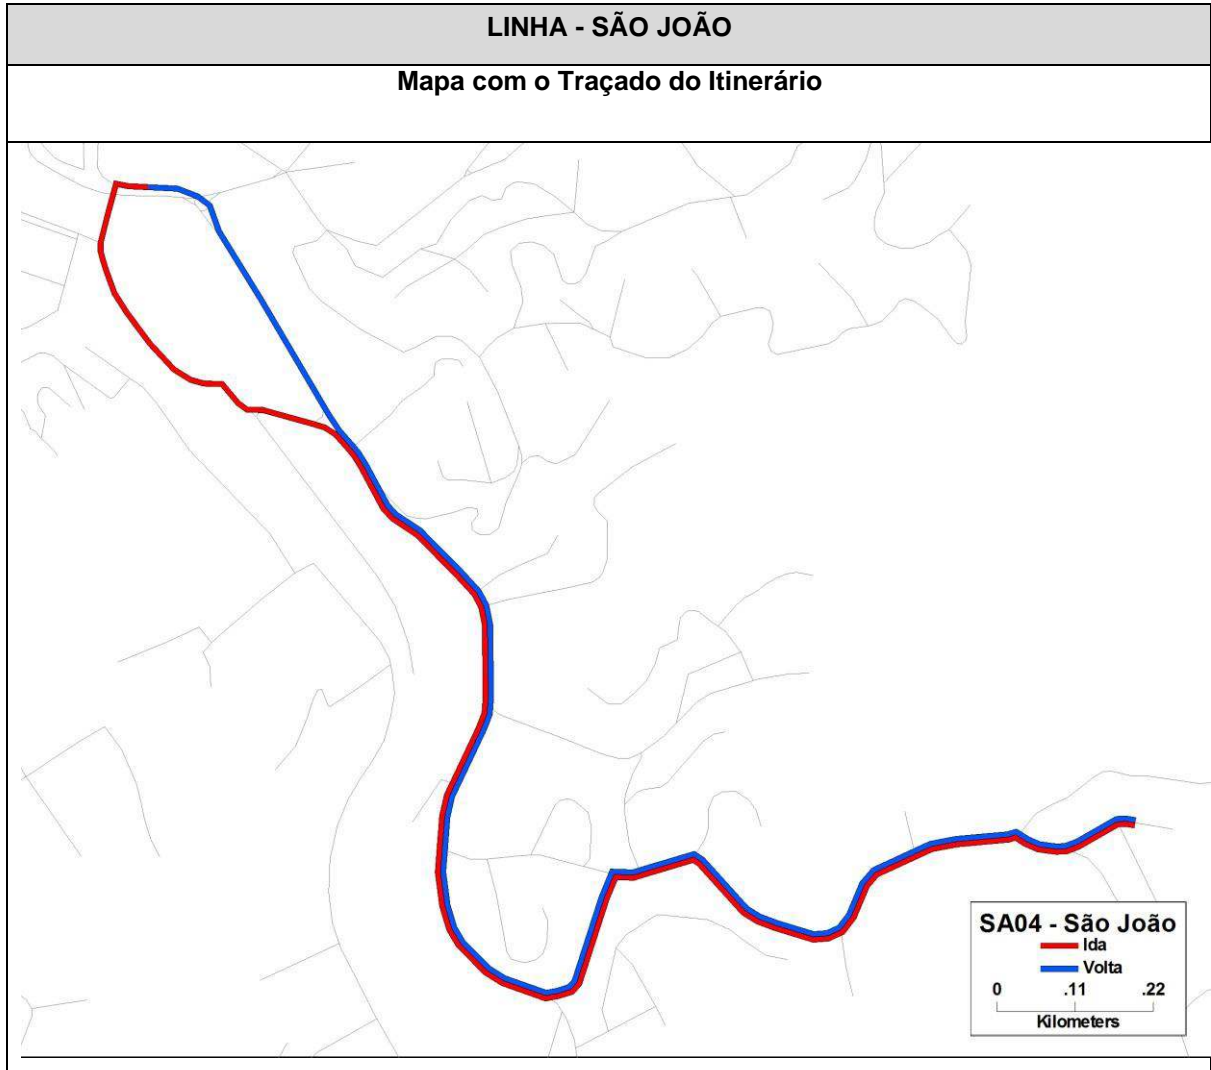 LINHA - SÃO JOÃO
Mapa com o Traçado do Itinerário
SA04 - São João
Ida
Volta
0 .11 .22
Kilometers